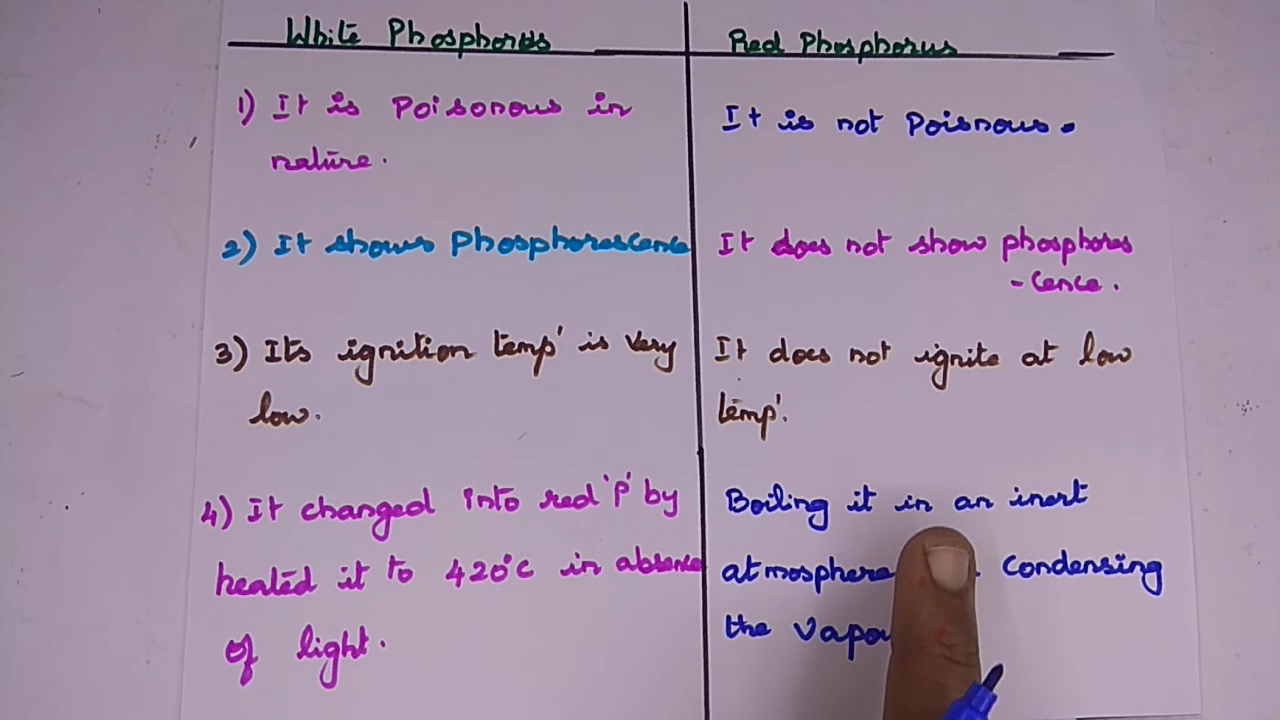 White Phosphorus
Red Phosphorus
1) It is Poisonous in
nature.
It is not Poisnous.
2) It shows Phosphorescence
It does not show phosphores
-cence.
3) Its ignition temp' is very
low.
It does not ignite at low
temp'.
4) It changed into red 'P' by
heated it to 420°C in absence
of light.
Boiling it in an inert
atmosphere condensing
the